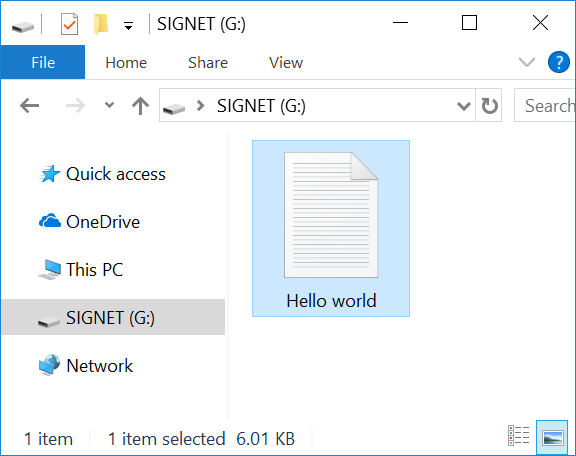 SIGNET (G:)
File Home Share View ?
SIGNET (G:) Search
Quick access
OneDrive
This PC
SIGNET (G:)
Network
Hello world
1 item 1 item selected 6.01 KB